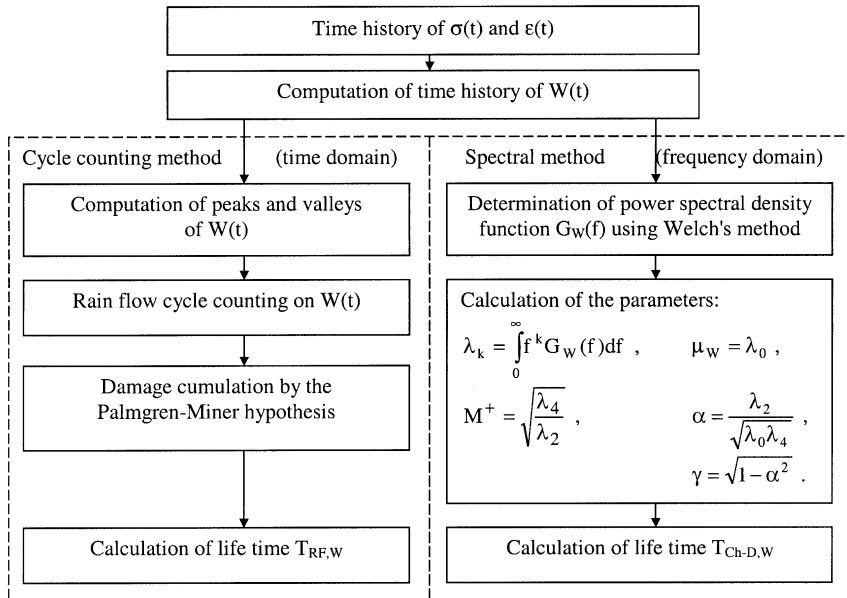 Time history of σ(t) and ε(t)
Computation of time history of W(t)
Cycle counting method (time domain)
Computation of peaks and valleys
of W(t)
Rain flow cycle counting on W(t)
Damage cumulation by the
Palmgren-Miner hypothesis
Calculation of life time T_RF,W
Spectral method (frequency domain)
Determination of power spectral density
function G_W(f) using Welch's method
Calculation of the parameters:
λ_k = ∫_0^∞ f^k G_W(f)df , μ_W = λ_0 ,
M^+ = √(λ_4/λ_2) , α = λ_2/√(λ_0λ_4) ,
γ = √(1−α^2) .
Calculation of life time T_Ch-D,W